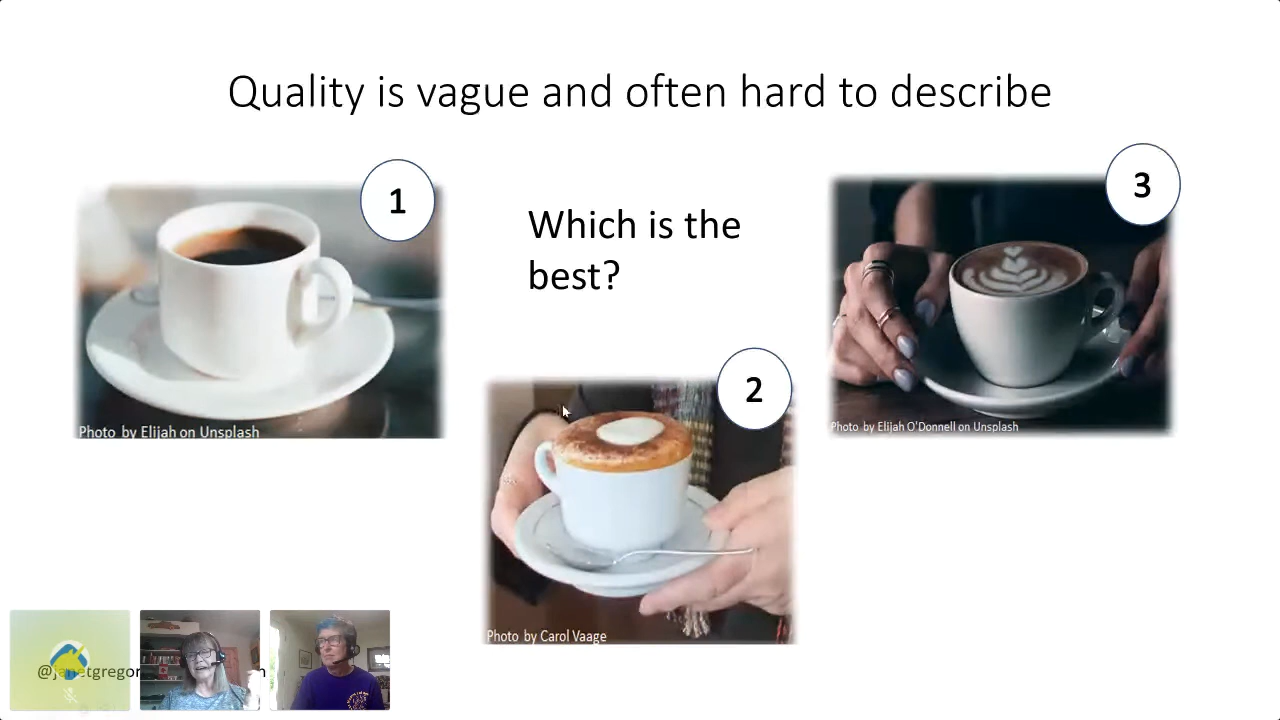 Quality is vague and often hard to describe
1
Which is the
best?
3
2
Photo by Elijah on Unsplash
Photo by Elijah O'Donnell on Unsplash
Photo by Carol Vaage